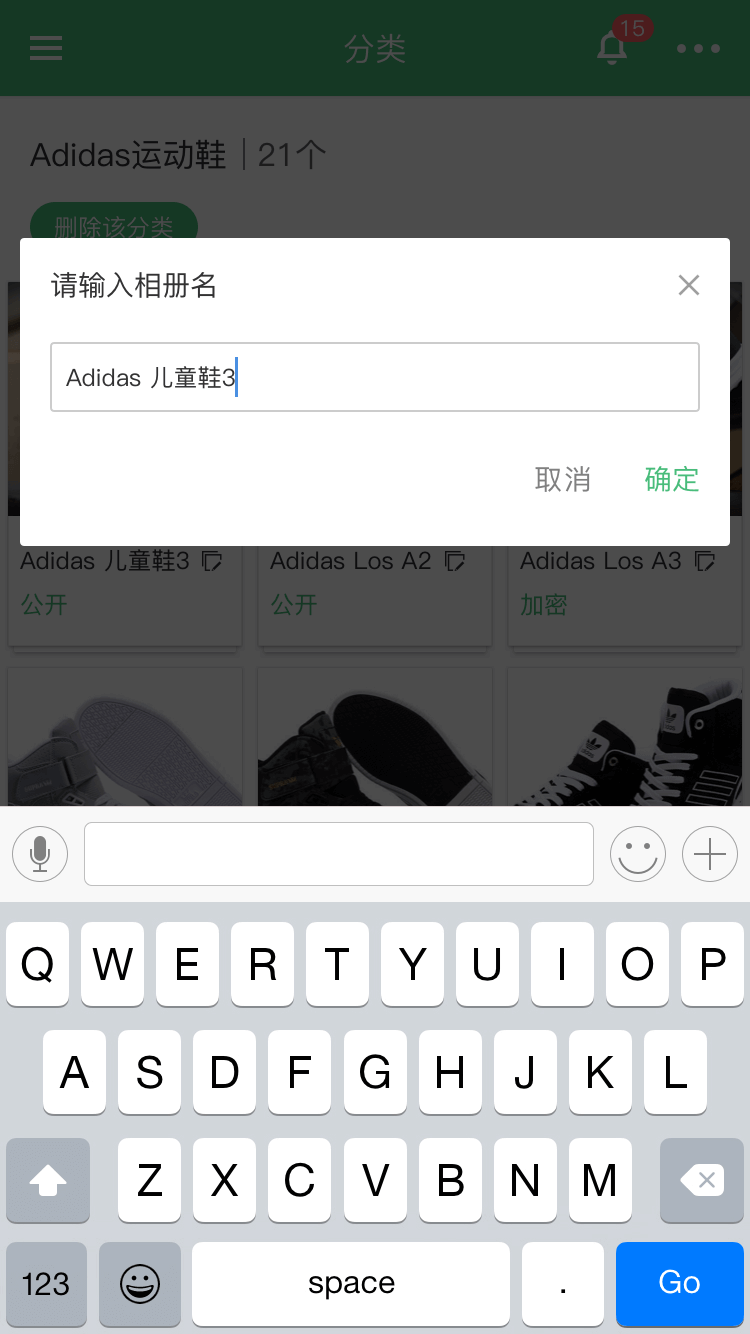 分类
15
Adidas运动鞋 | 21个
删除该分类
请输入相册名
Adidas 儿童鞋3
取消 确定
Adidas 儿童鞋3 Adidas Los A2 Adidas Los A3
公开 公开 加密
Q W E R T Y U I O P
A S D F G H J K L
Z X C V B N M
123 space . Go